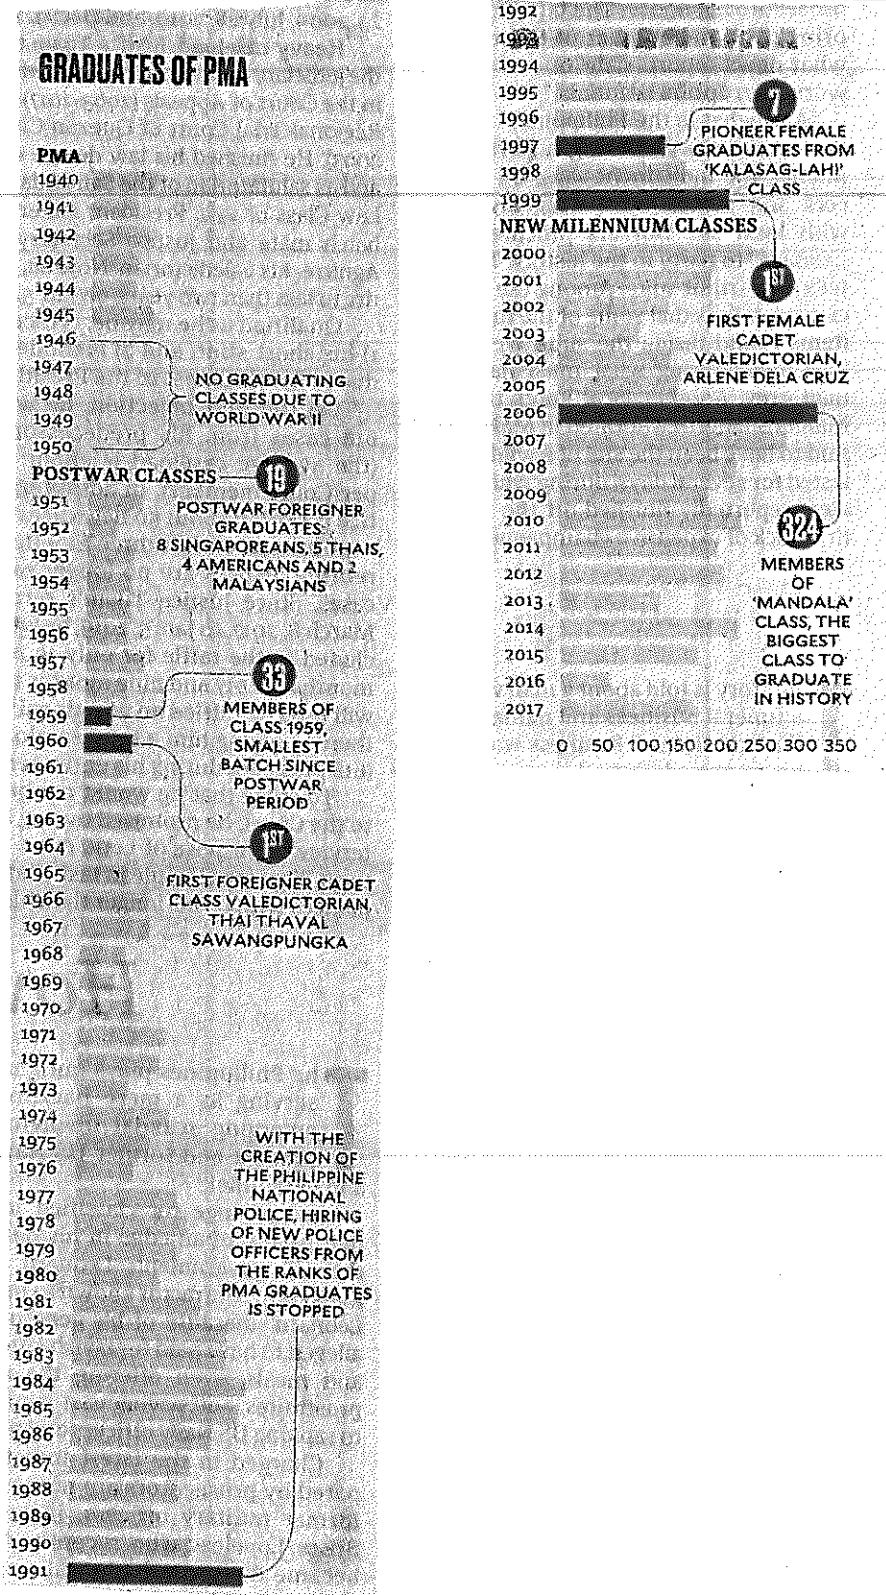 GRADUATES OF PMA
PMA
1940
1941
1942
1943
1944
1945
1946
1947
1948
1949
1950
NO GRADUATING
CLASSES DUE TO
WORLD WAR II
POSTWAR CLASSES
19
POSTWAR FOREIGNER
GRADUATES:
8 SINGAPOREANS, 5 THAIS,
4 AMERICANS AND 2
MALAYSIANS
1951
1952
1953
1954
1955
1956
1957
1958
1959
1960
33
MEMBERS OF
CLASS 1959,
SMALLEST
BATCH SINCE
POSTWAR
PERIOD
1961
1962
1963
1964
1965
1966
1967
1ST
FIRST FOREIGNER CADET
CLASS VALEDICTORIAN,
THAI THAVAL
SAWANGPUNGKA
1968
1969
1970
1971
1972
1973
1974
1975
1976
1977
1978
1979
1980
1981
1982
1983
1984
1985
1986
1987
1988
1989
1990
1991
WITH THE
CREATION OF
THE PHILIPPINE
NATIONAL
POLICE, HIRING
OF NEW POLICE
OFFICERS FROM
THE RANKS OF
PMA GRADUATES
IS STOPPED
1992
1993
1994
1995
1996
1997
1998
1999
7
PIONEER FEMALE
GRADUATES FROM
'KALASAG-LAHI'
CLASS
NEW MILENNIUM CLASSES
2000
2001
2002
2003
2004
2005
2006
1ST
FIRST FEMALE
CADET
VALEDICTORIAN,
ARLENE DELA CRUZ
2007
2008
2009
2010
2011
2012
2013
2014
2015
2016
2017
324
MEMBERS
OF
'MANDALA'
CLASS, THE
BIGGEST
CLASS TO
GRADUATE
IN HISTORY
0 50 100 150 200 250 300 350